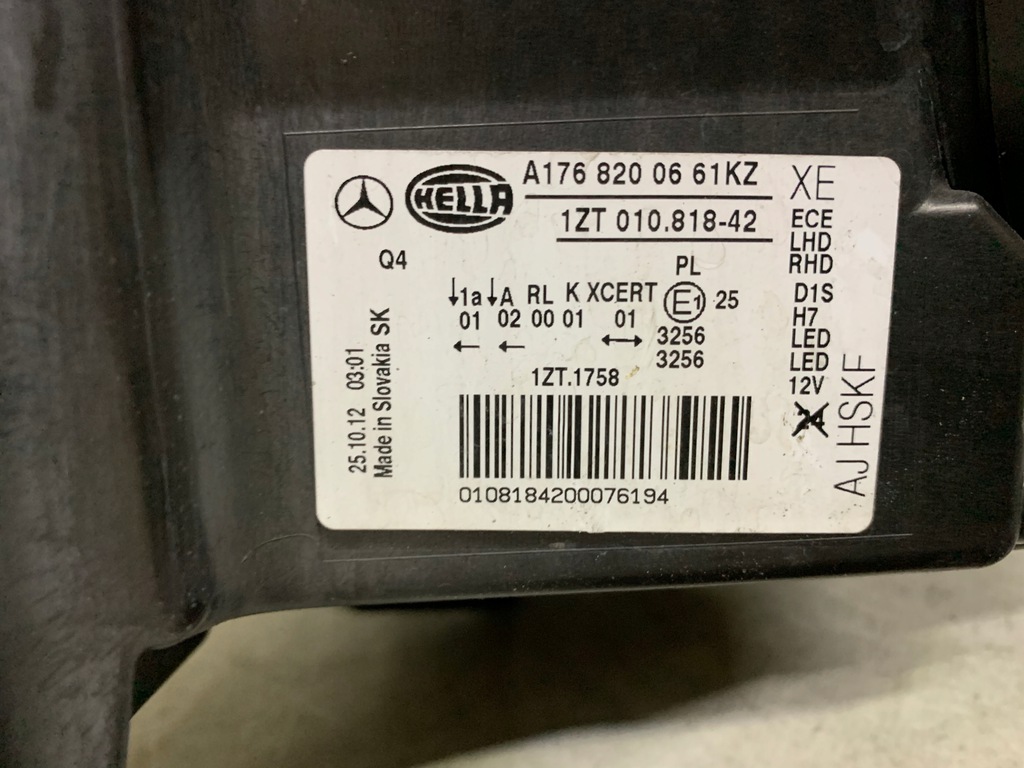 HELLA
A176 820 06 61KZ
XE
1ZT 010.818-42
ECE
LHD
RHD
Q4
PL
↓1a ↓A RL K XCERT E1 25
01 02 00 01 01
← ← ↔ 3256
3256
D1S
H7
LED
LED
12V
1ZT.1758
25.10.12 03:01
Made in Slovakia SK
0108184200076194
AJ HSKF